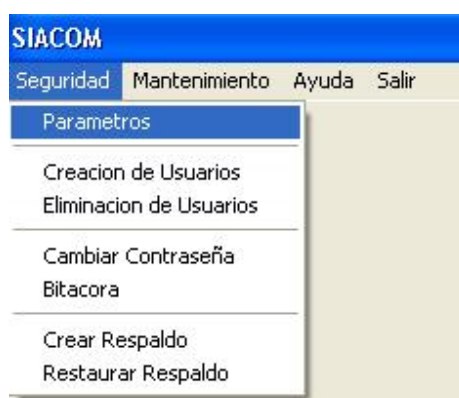 SIACOM
Seguridad Mantenimiento Ayuda Salir
Parametros
Creacion de Usuarios
Eliminacion de Usuarios
Cambiar Contraseña
Bitacora
Crear Respaldo
Restaurar Respaldo